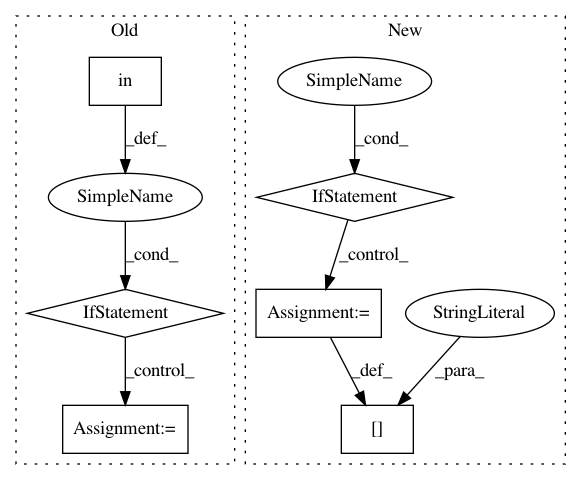 Old
New
in
SimpleName
_def_
_cond_
SimpleName
IfStatement
_cond_
_control_
IfStatement
Assignment:=
StringLiteral
_control_
_def_
_para_
Assignment:=
[]